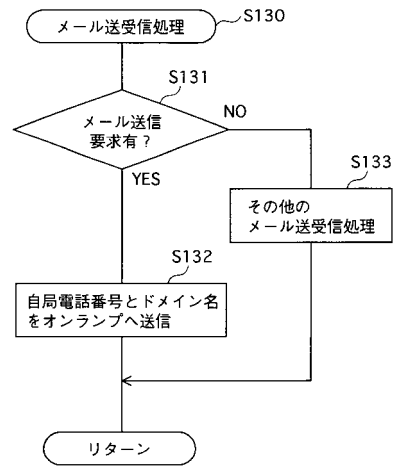 メール送受信処理
S130
S131
メール送信
要求有？
NO
YES
S133
その他の
メール送受信処理
S132
自局電話番号とドメイン名
をオンランプへ送信
リターン